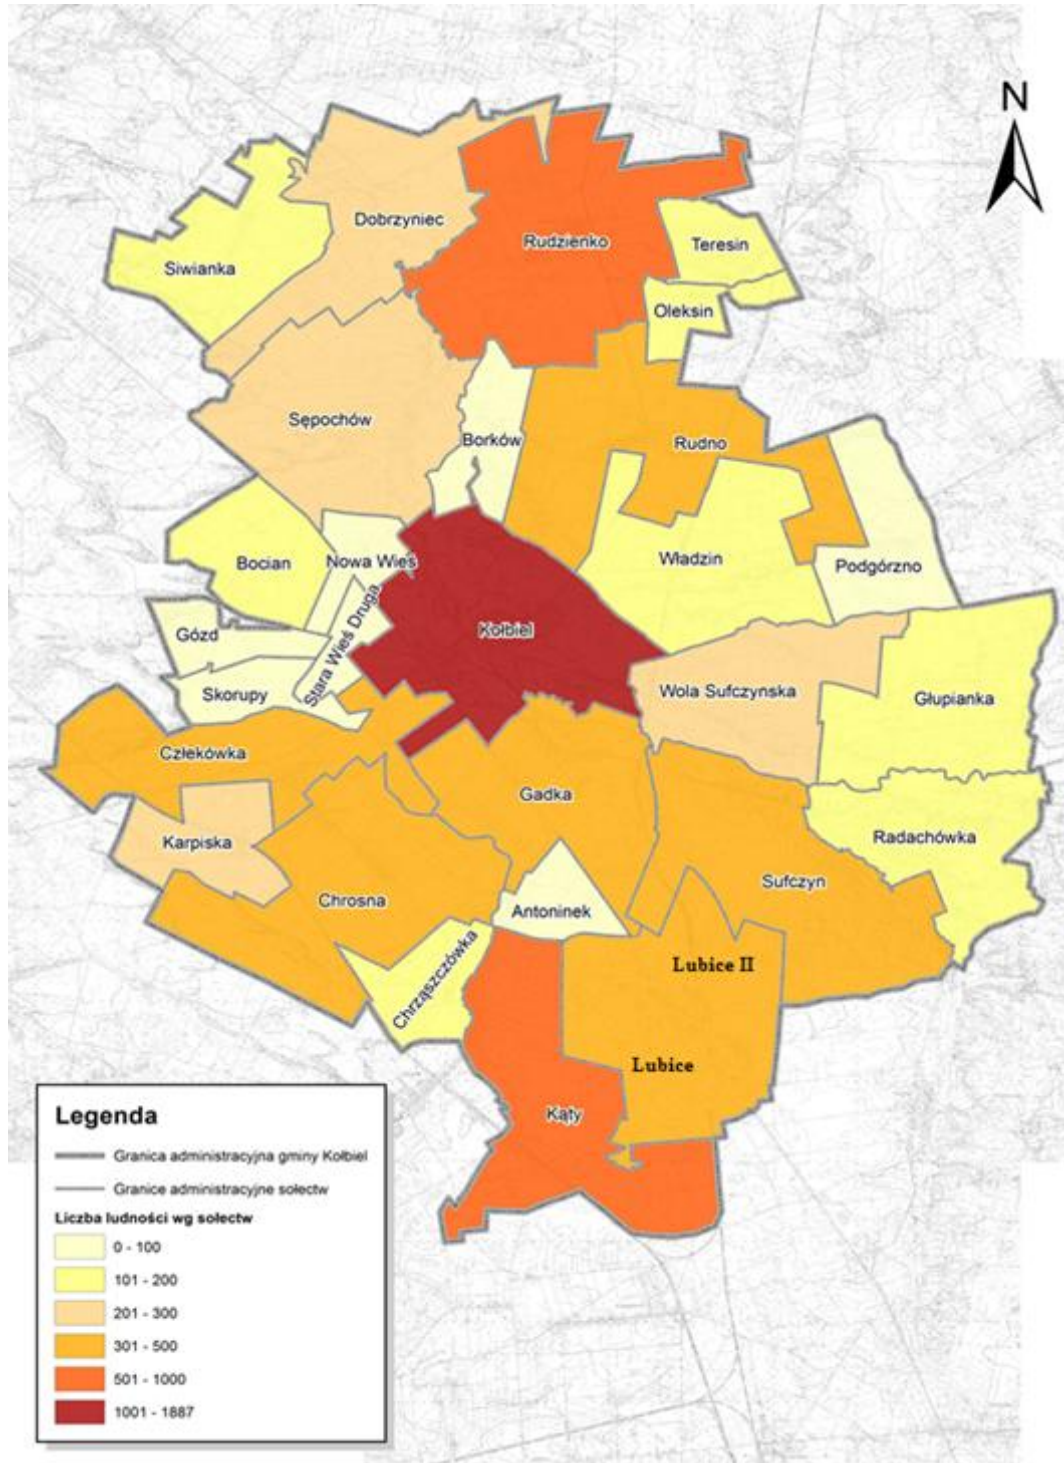 N
Dobrzyniec
Rudzienko
Teresin
Siwianka
Oleksin
Sępochów
Borków
Rudno
Bocian
Nowa Wieś
Władzin
Podgórzno
Kołbiel
Gózd
Stara Wieś Druga
Skorupy
Wola Sufczynska
Głupianka
Człekówka
Gadka
Karpiska
Radachówka
Chrosna
Sufczyn
Antoninek
Chrząszczówka
Lubice II
Lubice
Kąty
Legenda
Granica administracyjna gminy Kołbiel
Granice administracyjne sołectw
Liczba ludności wg sołectw
0 - 100
101 - 200
201 - 300
301 - 500
501 - 1000
1001 - 1887